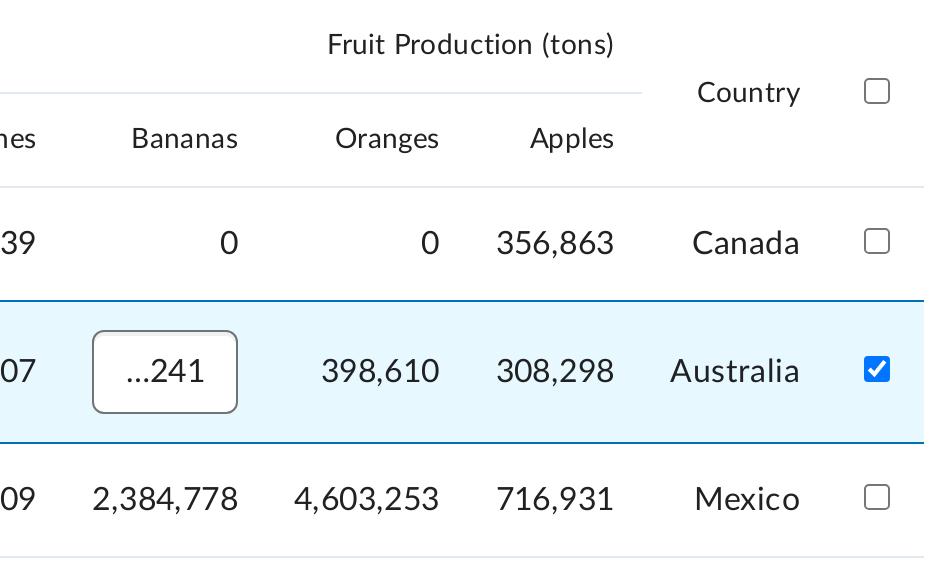 Fruit Production (tons)
Country
nes Bananas Oranges Apples
39 0 0 356,863 Canada
07 ...241 398,610 308,298 Australia
09 2,384,778 4,603,253 716,931 Mexico